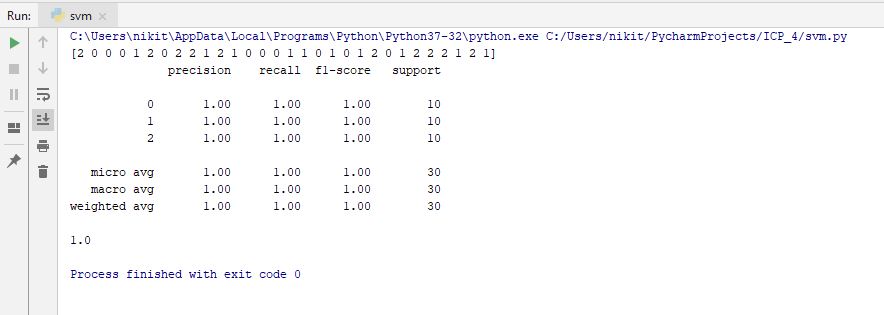 Run: svm
C:\Users\nikit\AppData\Local\Programs\Python\Python37-32\python.exe C:/Users/nikit/PycharmProjects/ICP_4/svm.py
[2 0 0 0 1 2 0 2 2 1 2 1 0 0 0 1 1 0 1 0 1 2 0 1 2 2 2 1 2 1]
precision recall f1-score support
0 1.00 1.00 1.00 10
1 1.00 1.00 1.00 10
2 1.00 1.00 1.00 10
micro avg 1.00 1.00 1.00 30
macro avg 1.00 1.00 1.00 30
weighted avg 1.00 1.00 1.00 30
1.0
Process finished with exit code 0